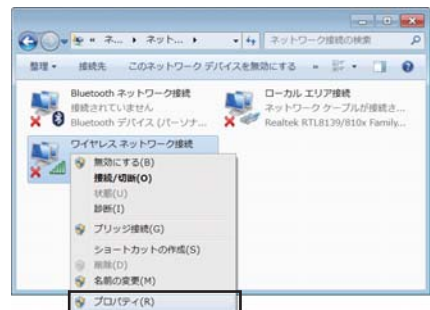 ネ... ネット... ネットワーク接続の検索
整理 接続先 このネットワーク デバイスを無効にする »
Bluetooth ネットワーク接続
接続されていません
Bluetooth デバイス (パーソナ...
ローカル エリア接続
ネットワーク ケーブルが接続さ...
Realtek RTL8139/810x Family...
ワイヤレス ネットワーク接続
無効にする(B)
接続/切断(O)
状態(U)
診断(I)
ブリッジ接続(G)
ショートカットの作成(S)
削除(D)
名前の変更(M)
プロパティ(R)